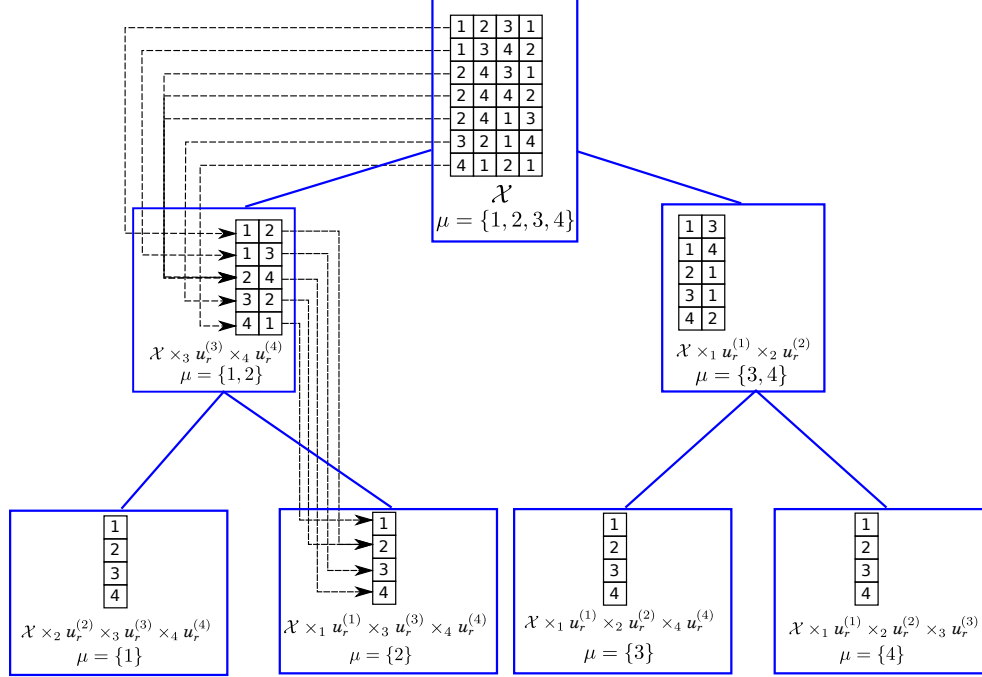 1 2 3 1
1 3 4 2
2 4 3 1
2 4 4 2
2 4 1 3
3 2 1 4
4 1 2 1
𝒳
μ = {1, 2, 3, 4}
1 2
1 3
2 4
3 2
4 1
𝒳 ×₃ u_r^{(3)} ×₄ u_r^{(4)}
μ = {1, 2}
1 3
1 4
2 1
3 1
4 2
𝒳 ×₁ u_r^{(1)} ×₂ u_r^{(2)}
μ = {3, 4}
1
2
3
4
𝒳 ×₂ u_r^{(2)} ×₃ u_r^{(3)} ×₄ u_r^{(4)}
μ = {1}
1
2
3
4
𝒳 ×₁ u_r^{(1)} ×₃ u_r^{(3)} ×₄ u_r^{(4)}
μ = {2}
1
2
3
4
𝒳 ×₁ u_r^{(1)} ×₂ u_r^{(2)} ×₄ u_r^{(4)}
μ = {3}
1
2
3
4
𝒳 ×₁ u_r^{(1)} ×₂ u_r^{(2)} ×₃ u_r^{(3)}
μ = {4}